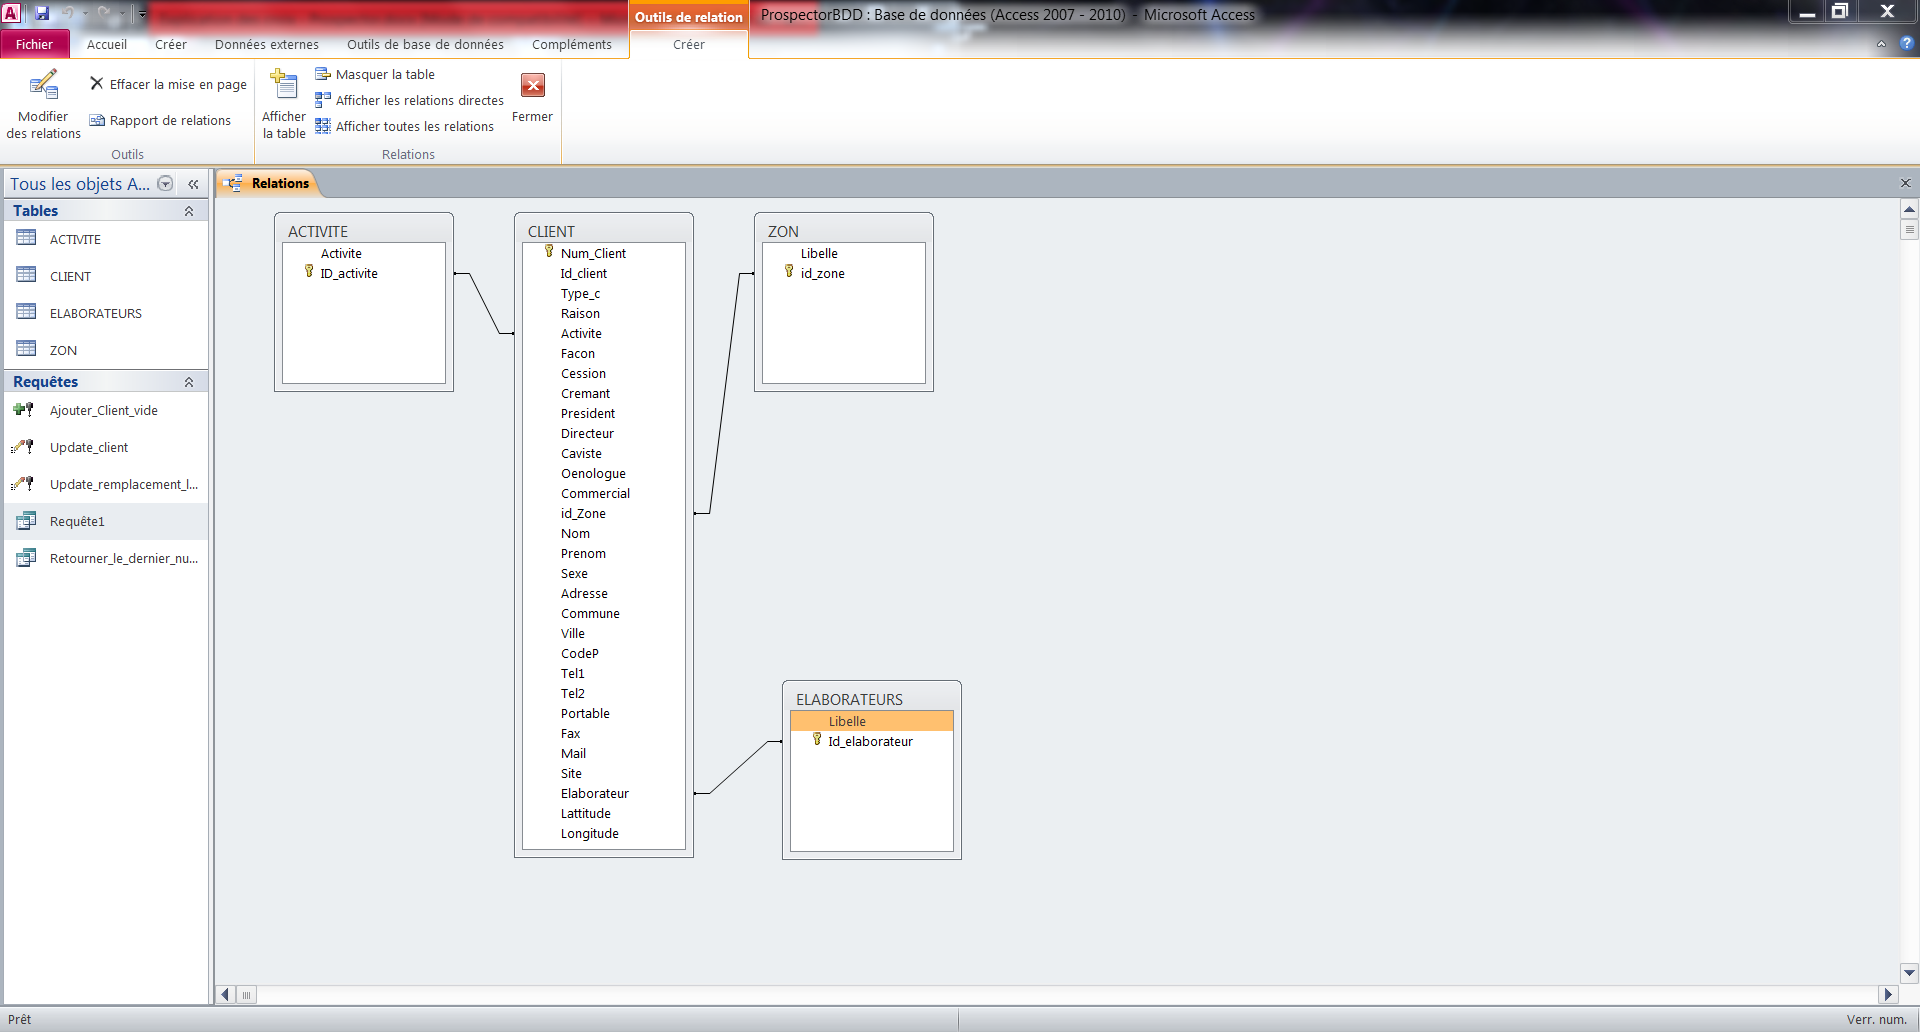 Outils de relation
ProspectorBDD : Base de données (Access 2007 - 2010) - Microsoft Access
Fichier
Accueil
Créer
Données externes
Outils de base de données
Compléments
Créer
Modifier
des relations
Effacer la mise en page
Rapport de relations
Outils
Afficher
la table
Masquer la table
Afficher les relations directes
Afficher toutes les relations
Relations
Fermer
Tous les objets A...
Tables
ACTIVITE
CLIENT
ELABORATEURS
ZON
Requêtes
Ajouter_Client_vide
Update_client
Update_remplacement_l...
Requête1
Retourner_le_dernier_nu...
Relations
ACTIVITE
Activite
ID_activite
CLIENT
Num_Client
Id_client
Type_c
Raison
Activite
Facon
Cession
Cremant
President
Directeur
Caviste
Oenologue
Commercial
id_Zone
Nom
Prenom
Sexe
Adresse
Commune
Ville
CodeP
Tel1
Tel2
Portable
Fax
Mail
Site
Elaborateur
Lattitude
Longitude
ZON
Libelle
id_zone
ELABORATEURS
Libelle
Id_elaborateur
Prêt
Verr. num.